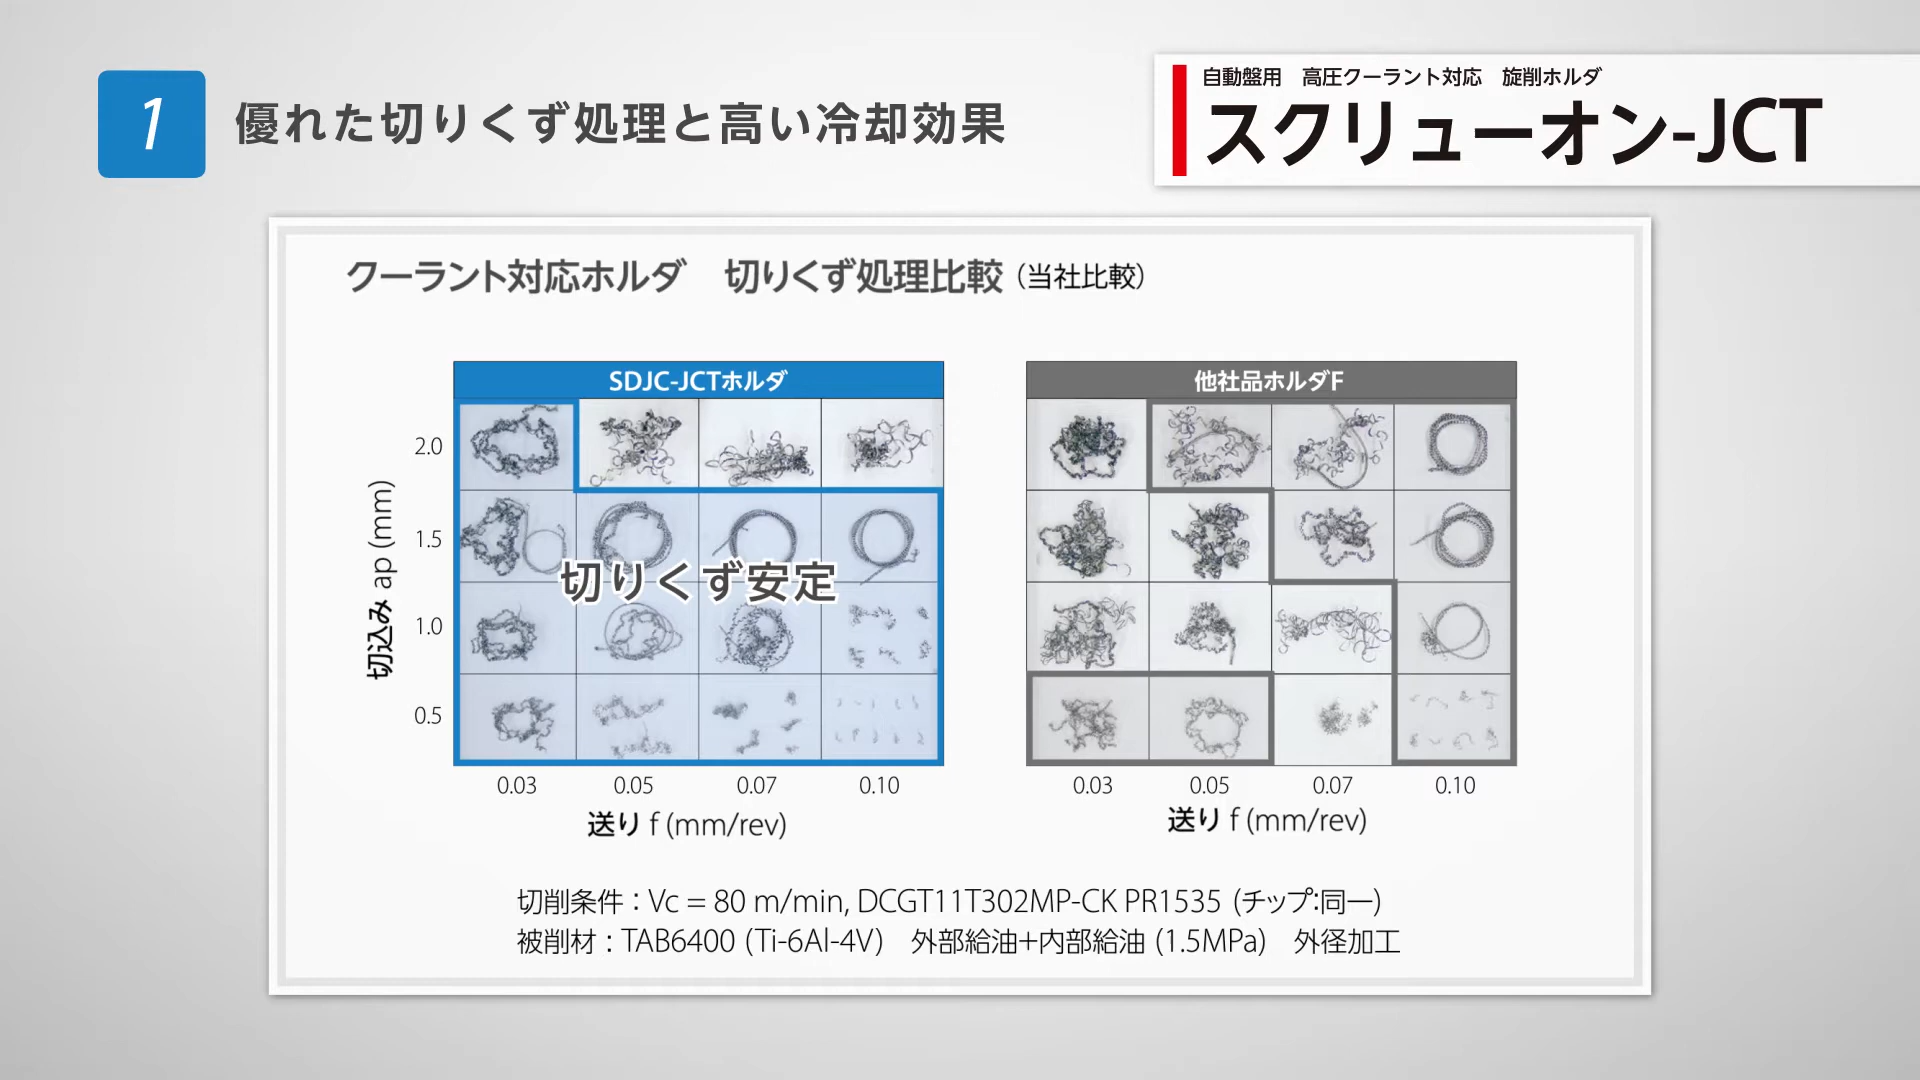 1
優れた切りくず処理と高い冷却効果
自動盤用 高圧クーラント対応 旋削ホルダ
スクリューオン-JCT
クーラント対応ホルダ 切りくず処理比較(当社比較)
SDJC-JCTホルダ
他社品ホルダF
切込み ap (mm)
2.0
1.5
1.0
0.5
切りくず安定
0.03 0.05 0.07 0.10
送り f (mm/rev)
0.03 0.05 0.07 0.10
送り f (mm/rev)
切削条件:Vc = 80 m/min, DCGT11T302MP-CK PR1535 (チップ:同一)
被削材:TAB6400 (Ti-6Al-4V) 外部給油+内部給油 (1.5MPa) 外径加工